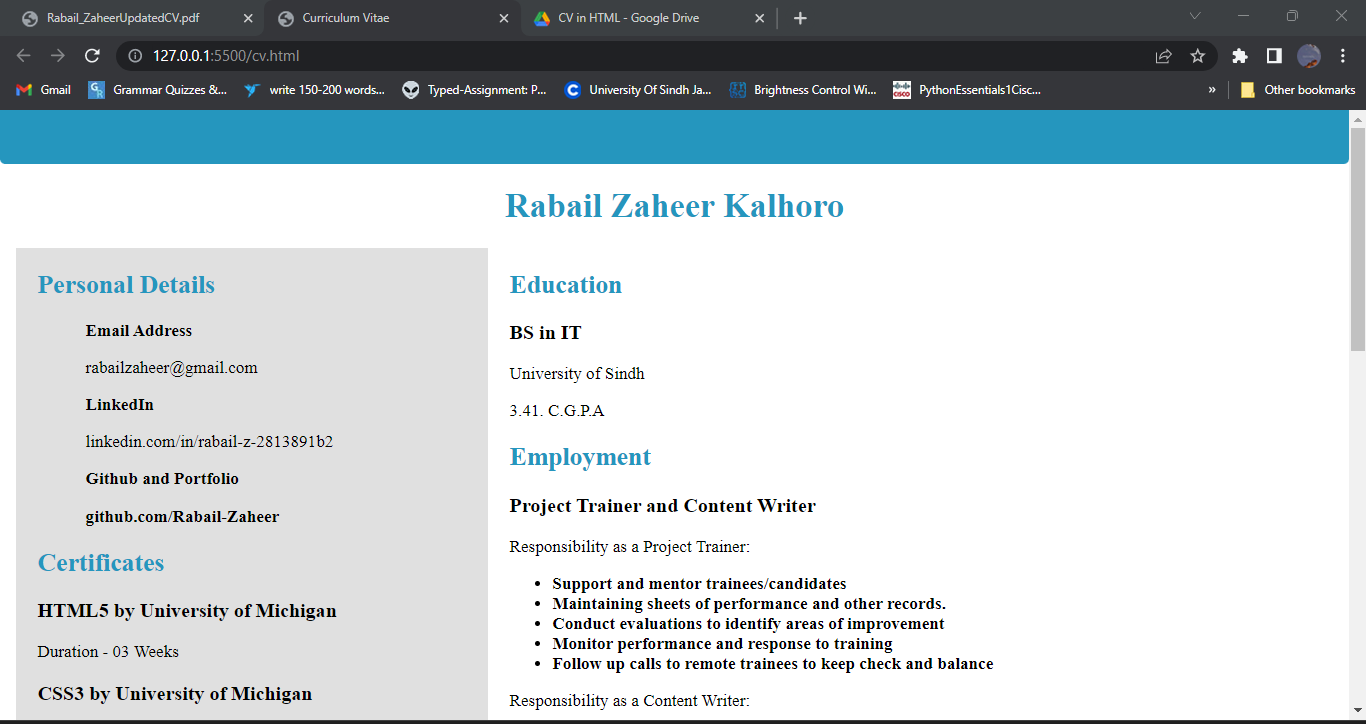 Rabail_ZaheerUpdatedCV.pdf
Curriculum Vitae
CV in HTML - Google Drive
127.0.0.1:5500/cv.html
Gmail
Grammar Quizzes &...
write 150-200 words...
Typed-Assignment: P...
University Of Sindh Ja...
Brightness Control Wi...
PythonEssentials1Cisc...
»
Other bookmarks
Rabail Zaheer Kalhoro
Personal Details
Email Address
rabailzaheer@gmail.com
LinkedIn
linkedin.com/in/rabail-z-2813891b2
Github and Portfolio
github.com/Rabail-Zaheer
Certificates
HTML5 by University of Michigan
Duration - 03 Weeks
CSS3 by University of Michigan
Education
BS in IT
University of Sindh
3.41. C.G.P.A
Employment
Project Trainer and Content Writer
Responsibility as a Project Trainer:
• Support and mentor trainees/candidates
• Maintaining sheets of performance and other records.
• Conduct evaluations to identify areas of improvement
• Monitor performance and response to training
• Follow up calls to remote trainees to keep check and balance
Responsibility as a Content Writer: